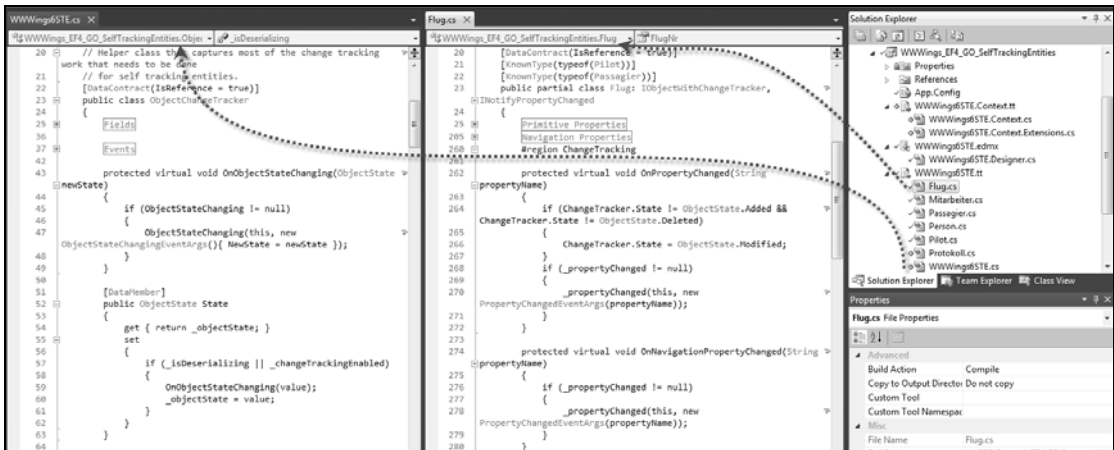 WWWings6STE.cs ×
WWWings_EF4_GO_SelfTrackingEntities.Objec
_isDeserializing
20 // Helper class that captures most of the change tracking
work that needs to be done
21 // for self tracking entities.
22 [DataContract(IsReference = true)]
23 public class ObjectChangeTracker
24 {
25 Fields
36
37 Events
42
43 protected virtual void OnObjectStateChanging(ObjectState
newState)
44 {
45 if (ObjectStateChanging != null)
46 {
47 ObjectStateChanging(this, new
ObjectStateChangingEventArgs(){ NewState = newState });
48 }
49 }
50
51 [DataMember]
52 public ObjectState State
53 {
54 get { return _objectState; }
55 set
56 {
57 if (_isDeserializing || _changeTrackingEnabled)
58 {
59 OnObjectStateChanging(value);
60 _objectState = value;
61 }
62 }
63 }
64
Flug.cs ×
WWWings_EF4_GO_SelfTrackingEntities.Flug
FlugNr
20 [DataContract(IsReference = true)]
21 [KnownType(typeof(Pilot))]
22 [KnownType(typeof(Passagier))]
23 public partial class Flug: IObjectWithChangeTracker,
INotifyPropertyChanged
24 {
25 Primitive Properties
205 Navigation Properties
260 #region ChangeTracking
261
262 protected virtual void OnPropertyChanged(String
propertyName)
263 {
264 if (ChangeTracker.State != ObjectState.Added &&
ChangeTracker.State != ObjectState.Deleted)
265 {
266 ChangeTracker.State = ObjectState.Modified;
267 }
268 if (_propertyChanged != null)
269 {
270 _propertyChanged(this, new
PropertyChangedEventArgs(propertyName));
271 }
272 }
273
274 protected virtual void OnNavigationPropertyChanged(String
propertyName)
275 {
276 if (_propertyChanged != null)
277 {
278 _propertyChanged(this, new
PropertyChangedEventArgs(propertyName));
279 }
280 }
Solution Explorer
WWWings_EF4_GO_SelfTrackingEntities
Properties
References
App.Config
WWWings6STE.Context.tt
WWWings6STE.Context.cs
WWWings6STE.Context.Extensions.cs
WWWings6STE.edmx
WWWings6STE.Designer.cs
WWWings6STE.tt
Flug.cs
Mitarbeiter.cs
Passagier.cs
Person.cs
Pilot.cs
Protokoll.cs
WWWings6STE.cs
Solution Explorer Team Explorer Class View
Properties
Flug.cs File Properties
Advanced
Build Action Compile
Copy to Output Director Do not copy
Custom Tool
Custom Tool Namespac
Misc
File Name Flug.cs